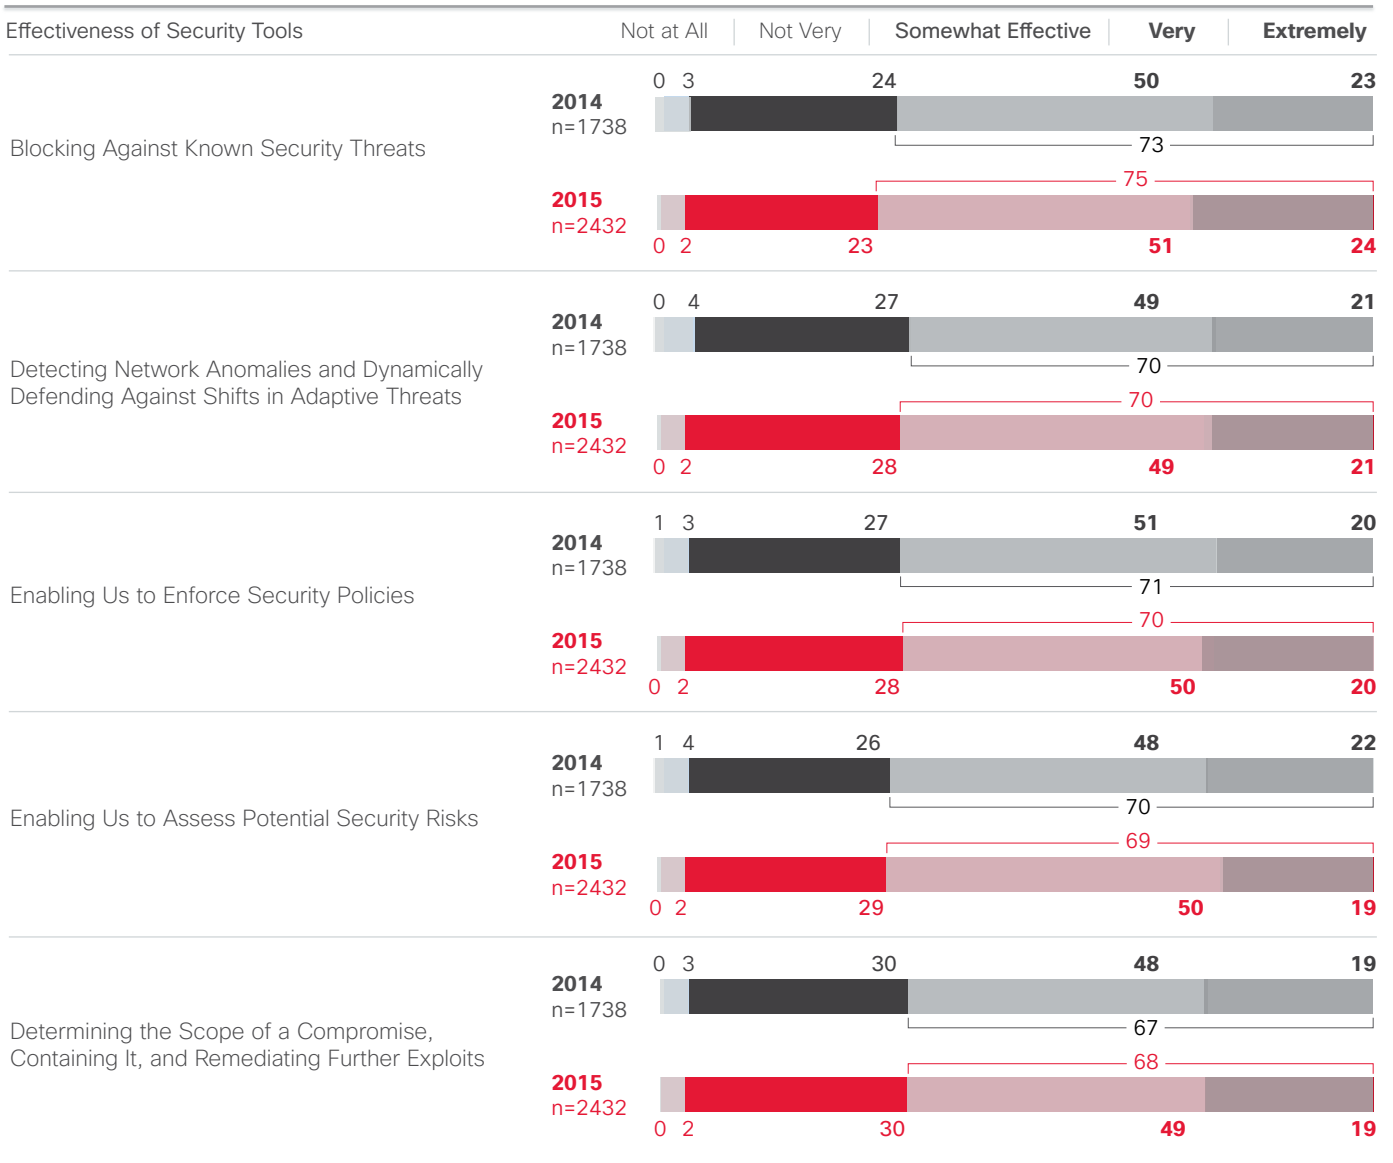 Effectiveness of Security Tools Not at All Not Very Somewhat Effective Very Extremely
0 3 24 50 23
2014
n=1738
73
Blocking Against Known Security Threats
75
2015
n=2432
0 2 23 51 24
0 4 27 49 21
2014
n=1738
70
Detecting Network Anomalies and Dynamically
Defending Against Shifts in Adaptive Threats
70
2015
n=2432
0 2 28 49 21
1 3 27 51 20
2014
n=1738
71
Enabling Us to Enforce Security Policies
70
2015
n=2432
0 2 28 50 20
1 4 26 48 22
2014
n=1738
70
Enabling Us to Assess Potential Security Risks
69
2015
n=2432
0 2 29 50 19
0 3 30 48 19
2014
n=1738
67
Determining the Scope of a Compromise,
Containing It, and Remediating Further Exploits
68
2015
n=2432
0 2 30 49 19